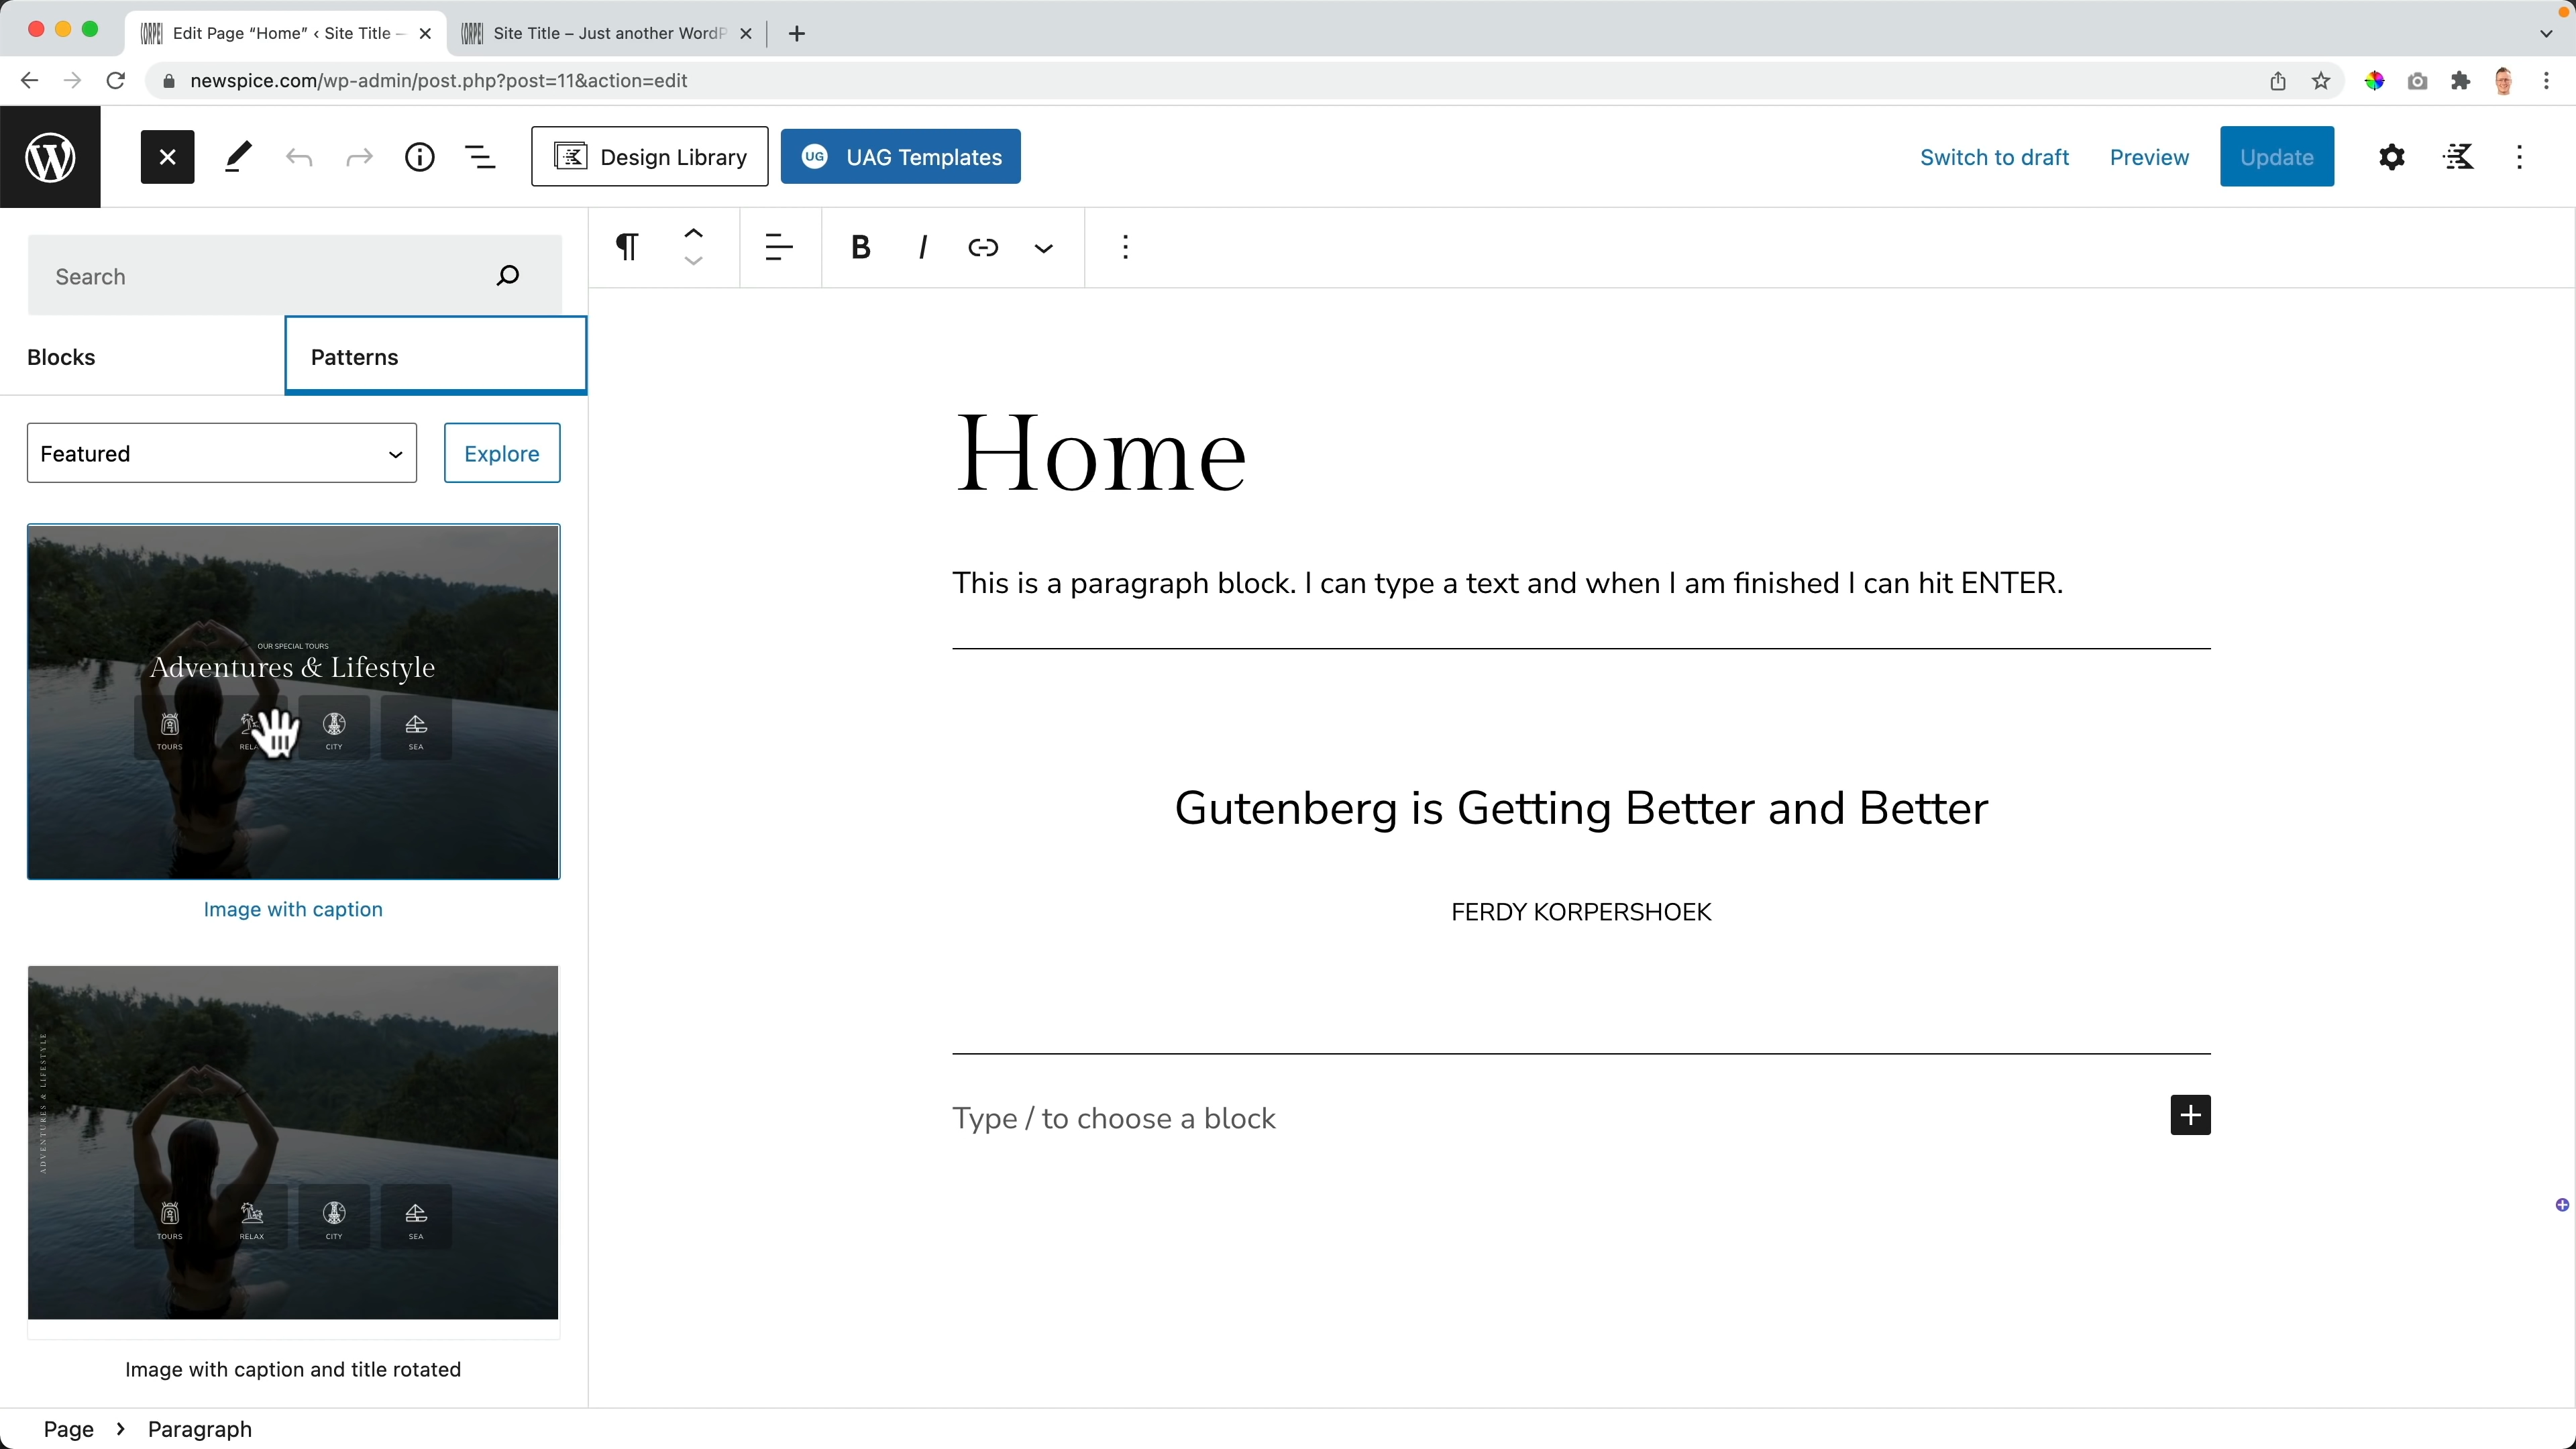 Edit Page “Home” ‹ Site Title —
Site Title – Just another WordP
newspice.com/wp-admin/post.php?post=11&action=edit
Design Library
UG UAG Templates
Switch to draft
Preview
Update
Search
B I
Blocks
Patterns
Featured
Explore
OUR SPECIAL TOURS
Adventures & Lifestyle
TOURS
CITY
SEA
Image with caption
ADVENTURES & LIFESTYLE
TOURS
RELAX
CITY
SEA
Image with caption and title rotated
Home
This is a paragraph block. I can type a text and when I am finished I can hit ENTER.
Gutenberg is Getting Better and Better
FERDY KORPERSHOEK
Type / to choose a block
Page
Paragraph